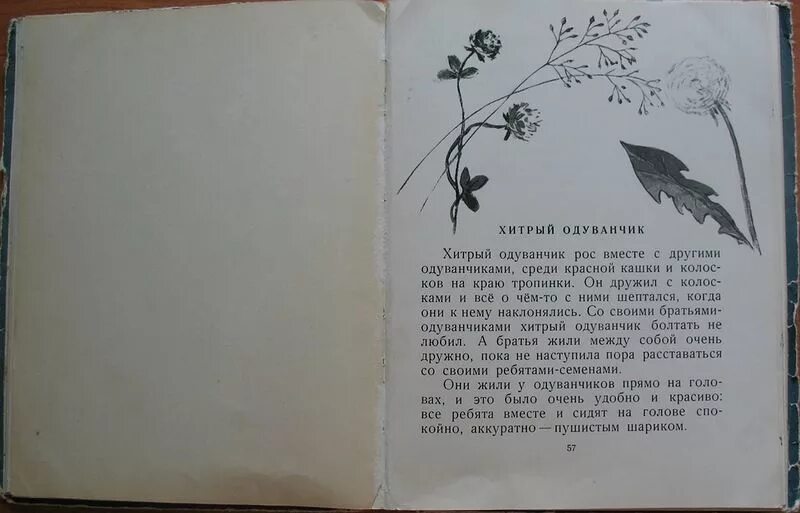 ХИТРЫЙ ОДУВАНЧИК
Хитрый одуванчик рос вместе с другими
одуванчиками, среди красной кашки и колос-
ков на краю тропинки. Он дружил с колос-
ками и всё о чём-то с ними шептался, когда
они к нему наклонялись. Со своими братьями-
одуванчиками хитрый одуванчик болтать не
любил. А братья жили между собой очень
дружно, пока не наступила пора расставаться
со своими ребятами-семенами.
Они жили у одуванчиков прямо на голо-
вах, и это было очень удобно и красиво:
все ребята вместе и сидят на голове спо-
койно, аккуратно — пушистым шариком.
57